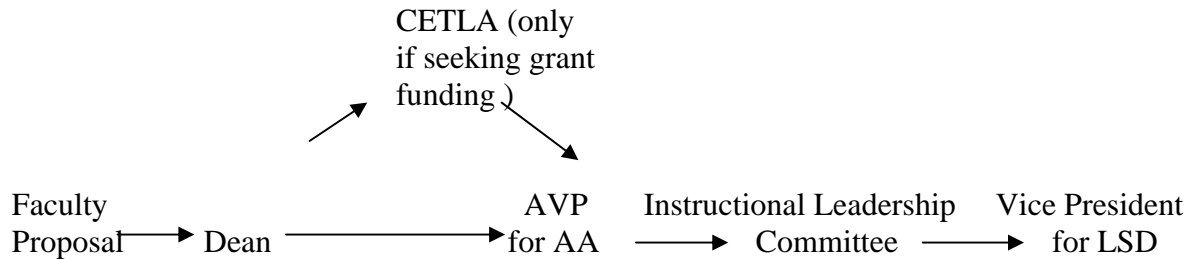 CETLA (only
if seeking grant
funding )
Faculty
Proposal
Dean
AVP
for AA
Instructional Leadership
Committee
Vice President
for LSD